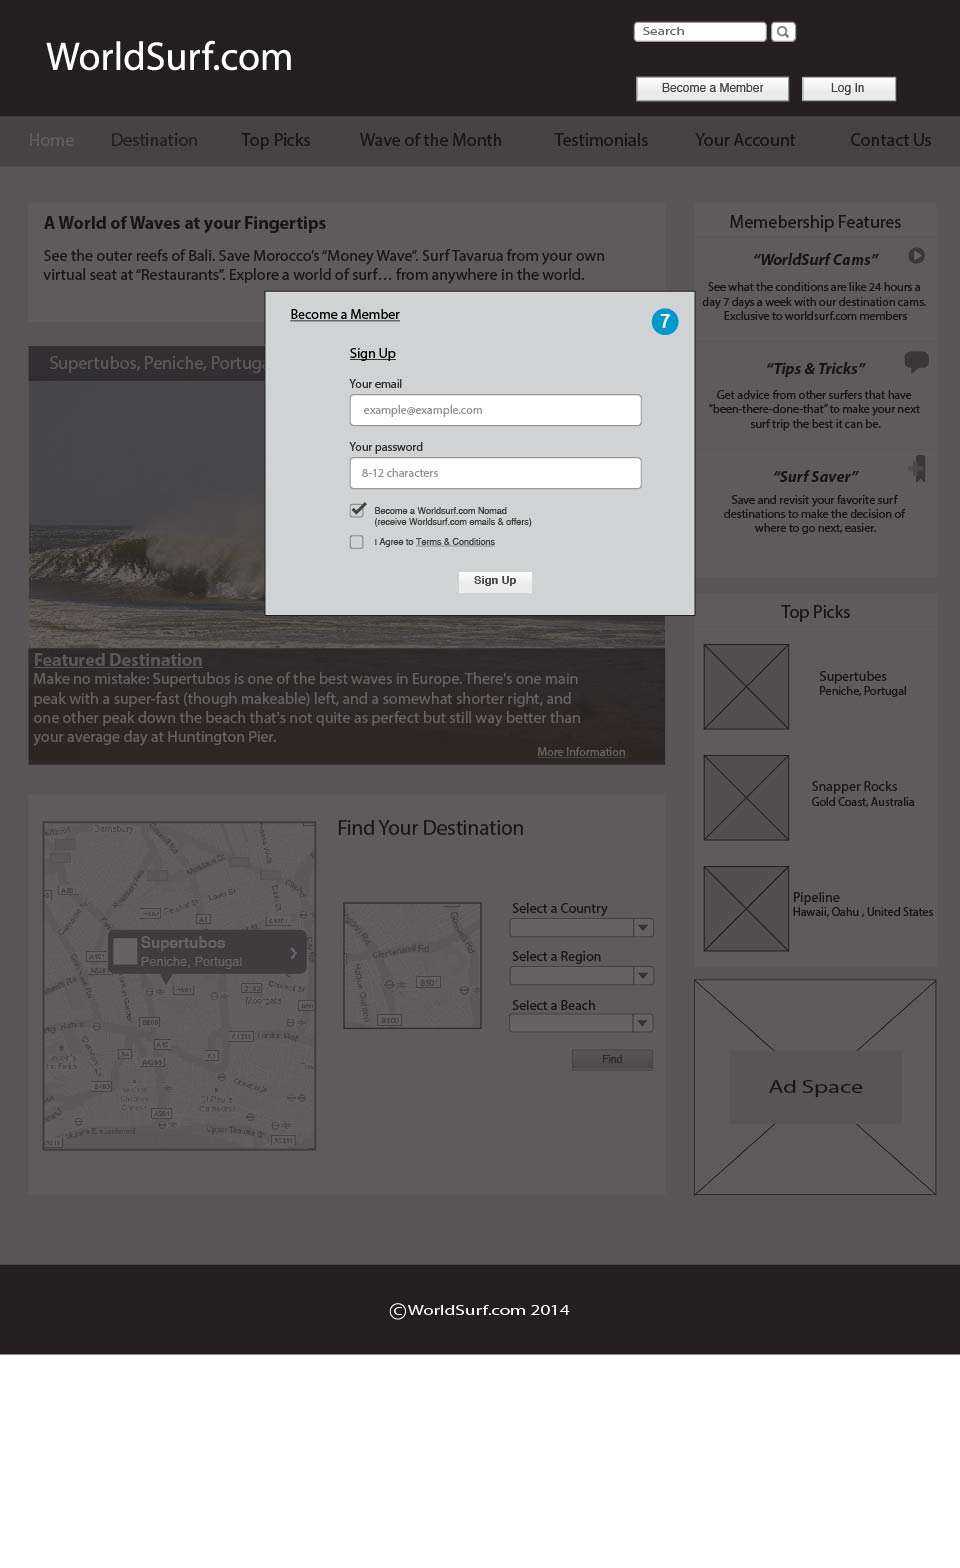 WorldSurf.com
Search
Become a Member
Log In
Home Destination Top Picks Wave of the Month Testimonials Your Account Contact Us
A World of Waves at your Fingertips
See the outer reefs of Bali. Save Morocco's "Money Wave". Surf Tavarua from your own
virtual seat at "Restaurants". Explore a world of surf... from anywhere in the world.
Become a Member
7
Sign Up
Your email
example@example.com
Your password
8-12 characters
Become a Worldsurf.com Nomad
(receive Worldsurf.com emails & offers)
I Agree to Terms & Conditions
Sign Up
Supertubos, Peniche, Portuga
Featured Destination
Make no mistake: Supertubos is one of the best waves in Europe. There's one main
peak with a super-fast (though makeable) left, and a somewhat shorter right, and
one other peak down the beach that's not quite as perfect but still way better than
your average day at Huntington Pier.
More Information
Memebership Features
"WorldSurf Cams"
See what the conditions are like 24 hours a
day 7 days a week with our destination cams.
Exclusive to worldsurf.com members
"Tips & Tricks"
Get advice from other surfers that have
"been-there-done-that" to make your next
surf trip the best it can be.
"Surf Saver"
Save and revisit your favorite surf
destinations to make the decision of
where to go next, easier.
Top Picks
Supertubes
Peniche, Portugal
Snapper Rocks
Gold Coast, Australia
Pipeline
Hawaii, Oahu , United States
Find Your Destination
Supertubos
Peniche, Portugal
Clerkenwell Rd
Select a Country
Select a Region
Select a Beach
Find
Ad Space
©WorldSurf.com 2014